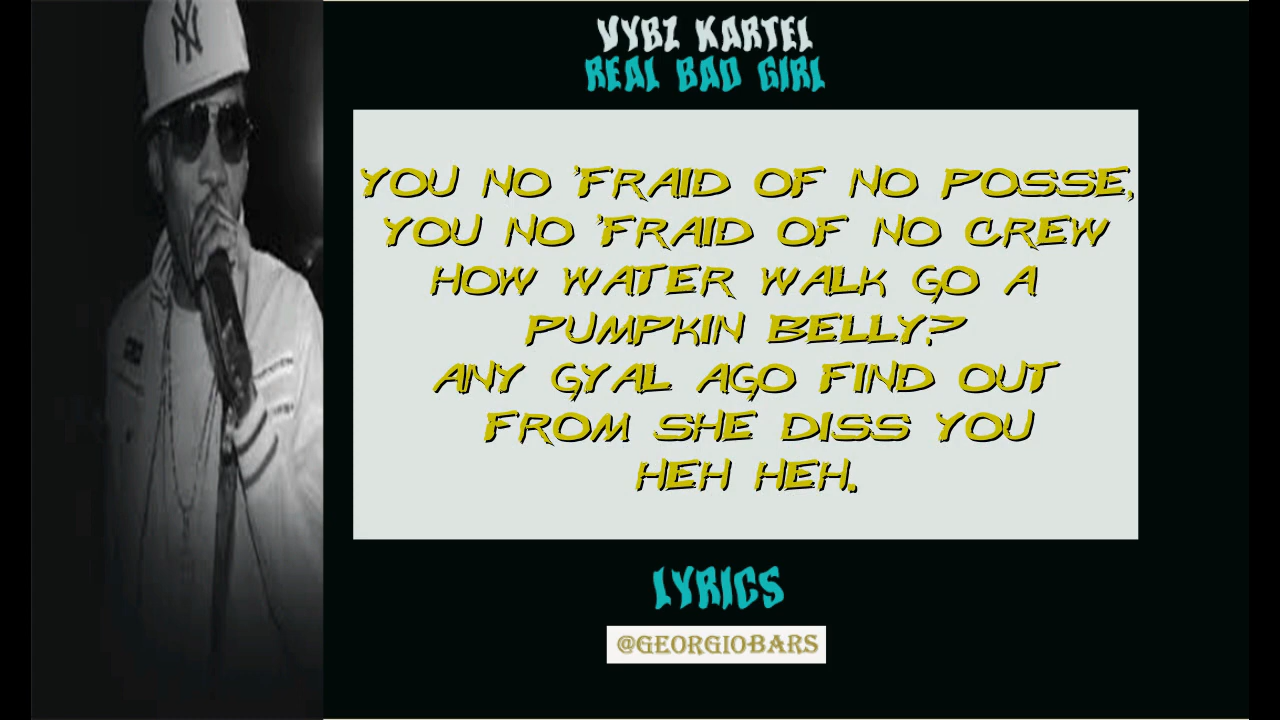 NY
VYBZ KARTEL
REAL BAD GIRL
YOU NO 'FRAID OF NO POSSE,
YOU NO 'FRAID OF NO CREW
HOW WATER WALK GO A
PUMPKIN BELLY?
ANY GYAL AGO FIND OUT
FROM SHE DISS YOU
HEH HEH.
LYRICS
@GEORGIOBARS